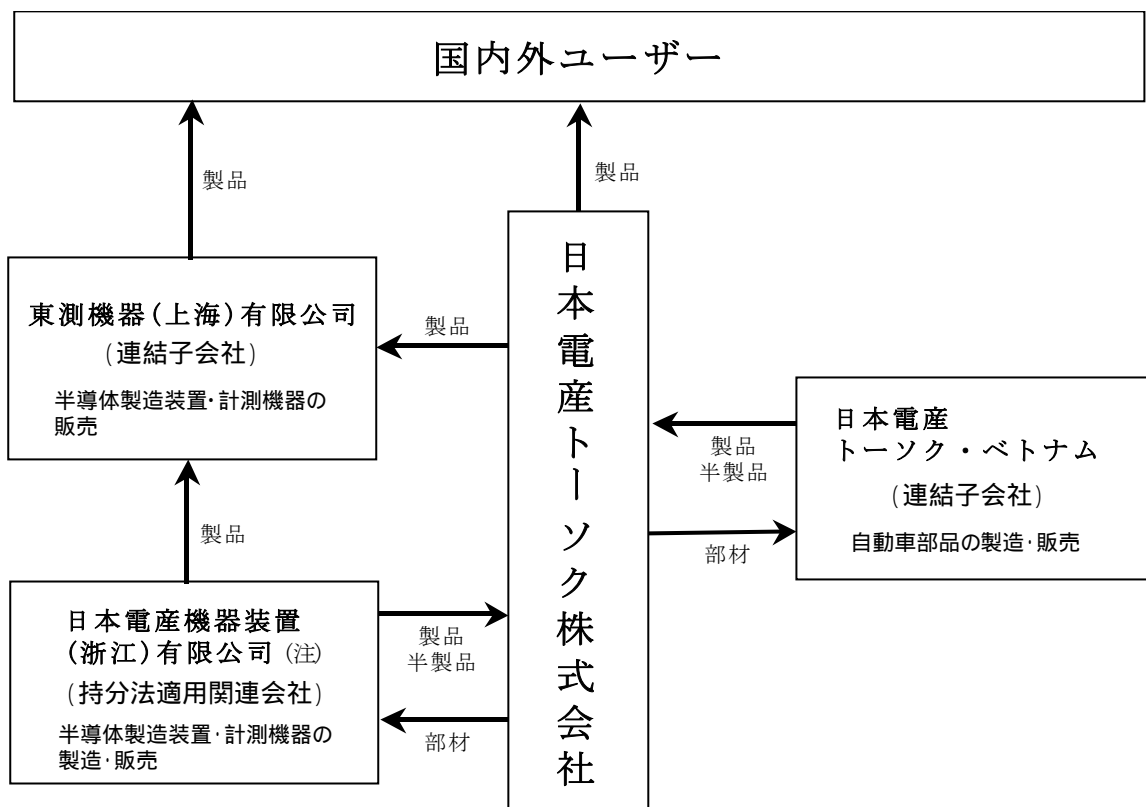 国内外ユーザー
製品
製品
東測機器(上海)有限公司
(連結子会社)
半導体製造装置・計測機器の
販売
製品
日本電産トーソク株式会社
製品
半製品
部材
日本電産
トーソク・ベトナム
(連結子会社)
自動車部品の製造・販売
製品
日本電産機器装置
(浙江)有限公司(注)
(持分法適用関連会社)
半導体製造装置・計測機器の
製造・販売
製品
半製品
部材